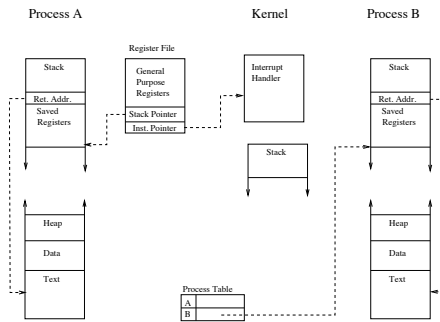 Process A
Kernel
Process B
Register File
Stack
Ret. Addr.
Saved
Registers
General
Purpose
Registers
Stack Pointer
Inst. Pointer
Interrupt
Handler
Stack
Stack
Ret. Addr.
Saved
Registers
Heap
Data
Text
Heap
Data
Text
Process Table
A
B